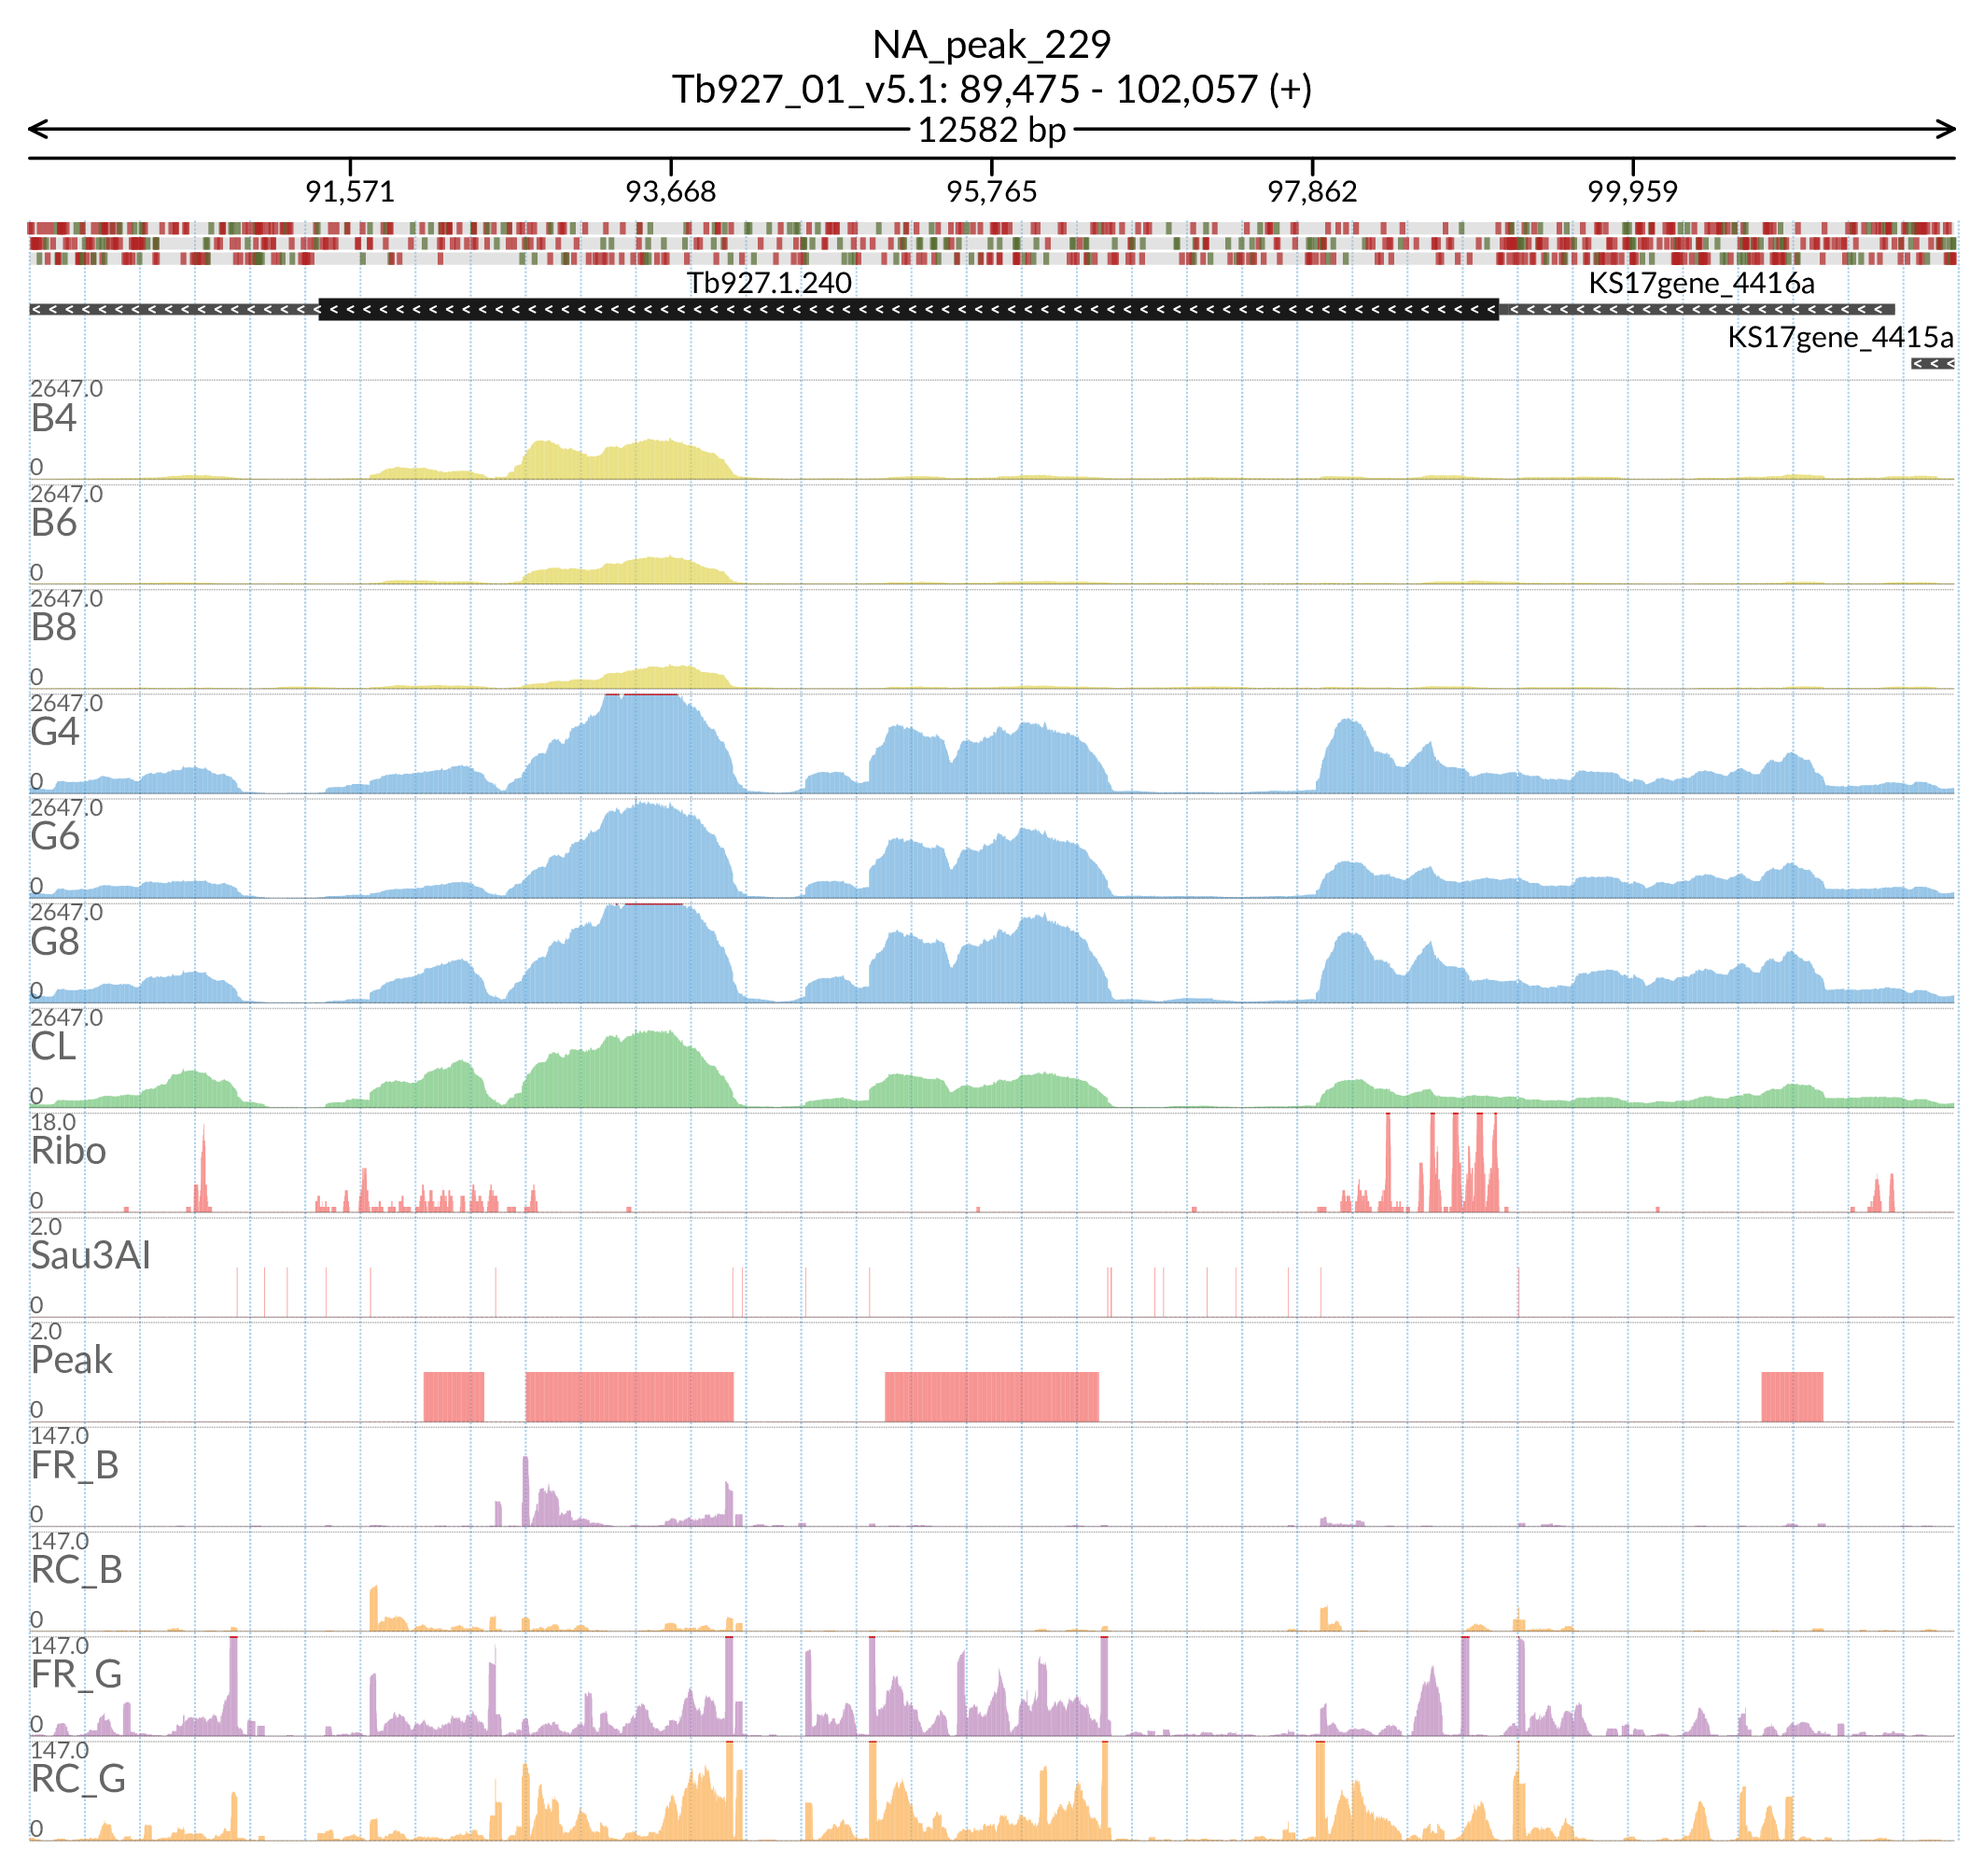 NA_peak_229
Tb927_01_v5.1: 89,475 - 102,057 (+)
12582 bp
91,571 93,668 95,765 97,862 99,959
Tb927.1.240 KS17gene_4416a
KS17gene_4415a
2647.0
B4
0
2647.0
B6
0
2647.0
B8
0
2647.0
G4
0
2647.0
G6
0
2647.0
G8
0
2647.0
CL
0
18.0
Ribo
0
2.0
Sau3AI
0
2.0
Peak
0
147.0
FR_B
0
147.0
RC_B
0
147.0
FR_G
0
147.0
RC_G
0